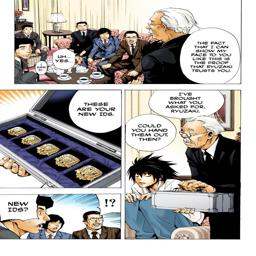 THE FACT
THAT I CAN
SHOW MY
FACE TO YOU
LIKE THIS IS
THE PROOF
THAT RYUZAKI
TRUSTS YOU.
UH...
YES...
I'VE
BROUGHT
WHAT YOU
ASKED FOR,
RYUZAKI.
COULD YOU
HAND THEM
OUT,
THEN?
THESE
ARE YOUR
NEW IDS.
NEW
IDS?
!?